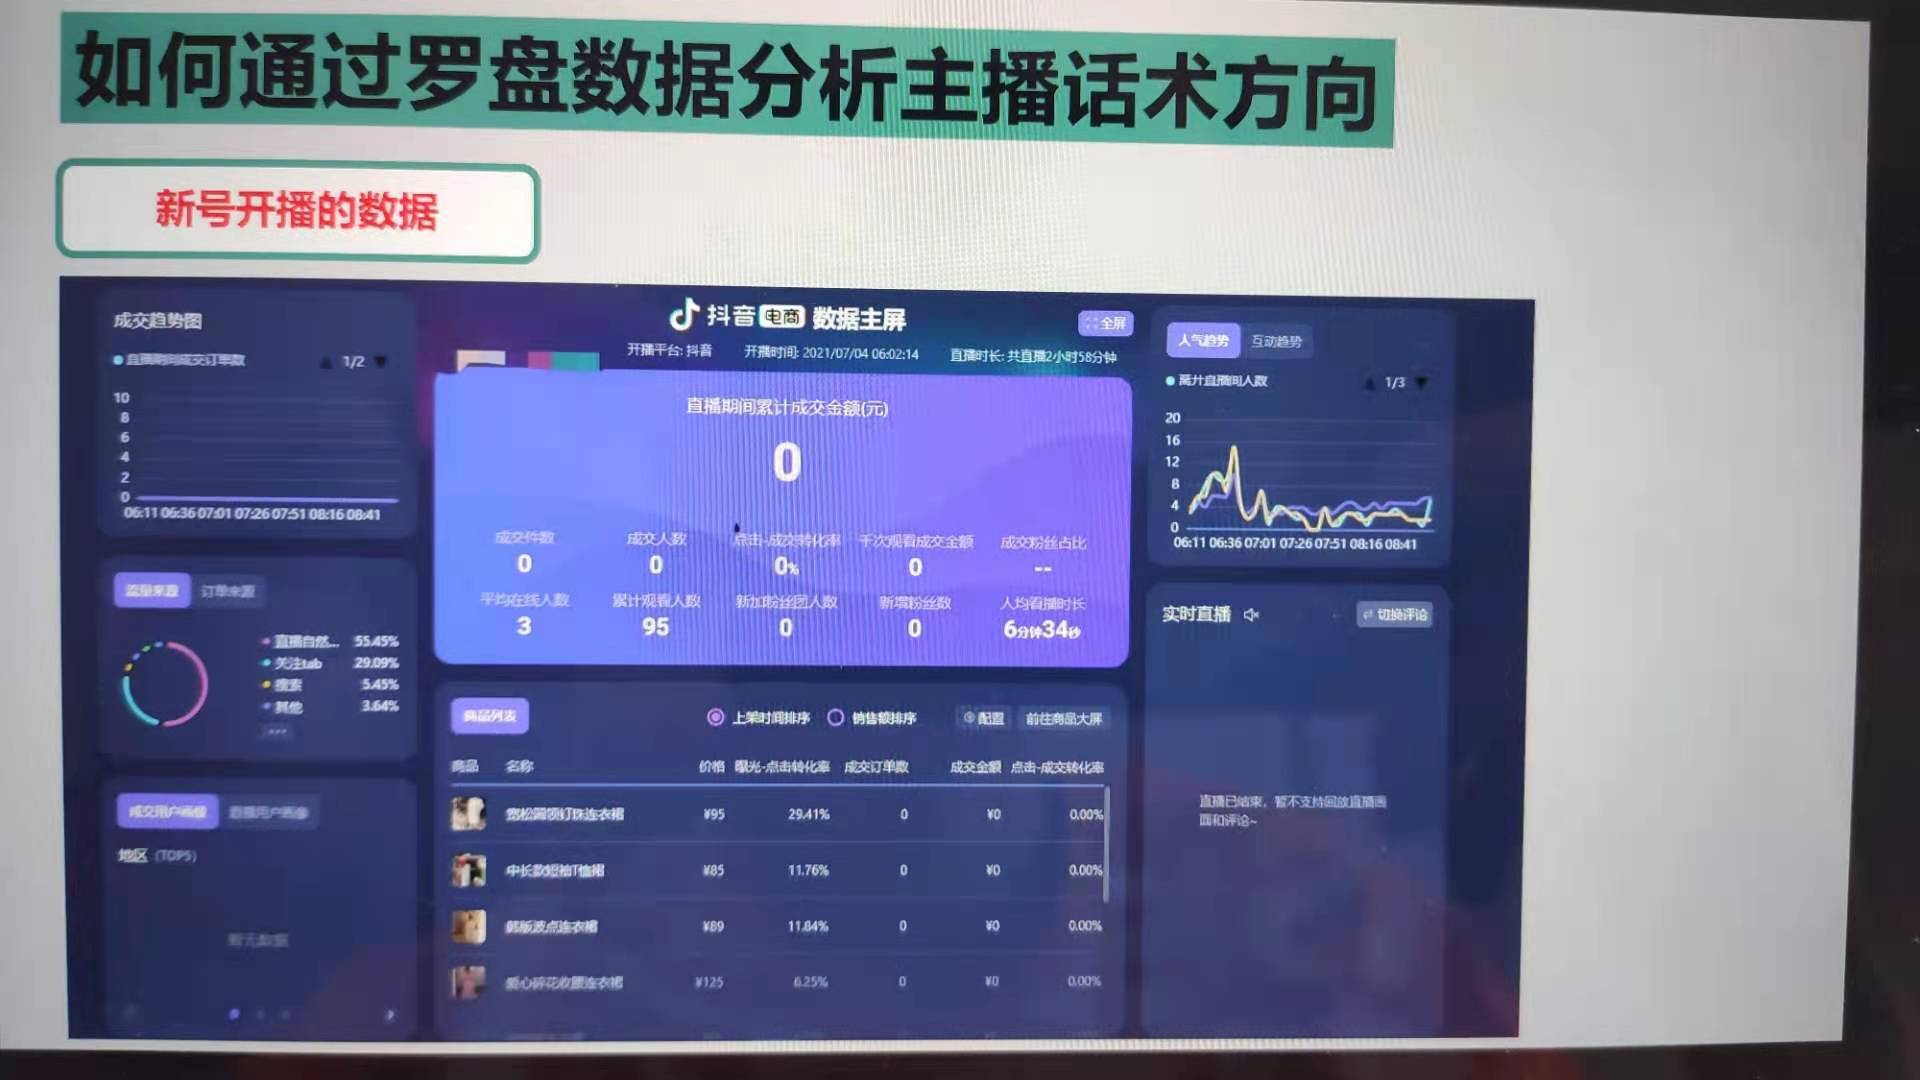 如何通过罗盘数据分析主播话术方向
新号开播的数据
抖音 电商 数据主屏
全屏
开播平台: 抖音 开播时间: 2021/07/04 06:02:14 直播时长: 共直播2小时58分钟
成交趋势图
直播期间成交订单数 1/2
10
8
6
4
2
0
06:11 06:36 07:01 07:26 07:51 08:16 08:41
流量来源 订单来源
直播自然... 55.45%
关注tab 29.09%
搜索 5.45%
其他 3.64%
成交用户画像 直播用户画像
地区 (TOP5)
暂无数据
直播期间累计成交金额(元)
0
成交件数 成交人数 点击-成交转化率 千次观看成交金额 成交粉丝占比
0 0 0% 0 --
平均在线人数 累计观看人数 新加粉丝团人数 新增粉丝数 人均看播时长
3 95 0 0 6分钟34秒
商品列表 上架时间排序 销售额排序 配置 前往商品大屏
商品 名称 价格 曝光-点击转化率 成交订单数 成交金额 点击-成交转化率
宽松圆领钉珠连衣裙 ¥95 29.41% 0 ¥0 0.00%
中长款短袖T恤裙 ¥85 11.76% 0 ¥0 0.00%
韩版波点连衣裙 ¥89 11.84% 0 ¥0 0.00%
爱心碎花收腰连衣裙 ¥125 6.25% 0 ¥0 0.00%
人气趋势 互动趋势
离开直播间人数 1/3
20
16
12
8
4
0
06:11 06:36 07:01 07:26 07:51 08:16 08:41
实时直播 切换评论
直播已结束，暂不支持回放直播画
面和评论~